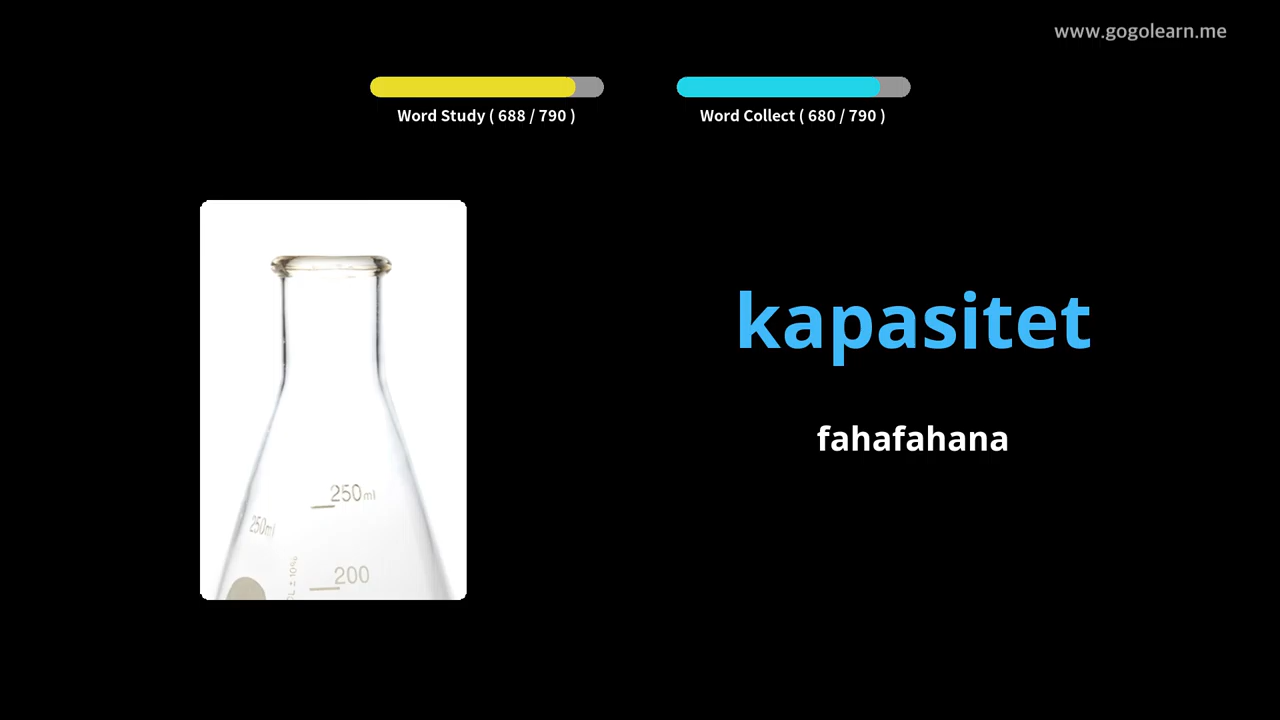 www.gogolearn.me
Word Study ( 688 / 790 )
Word Collect ( 680 / 790 )
kapasitet
fahafahana
250ml
250ml
200